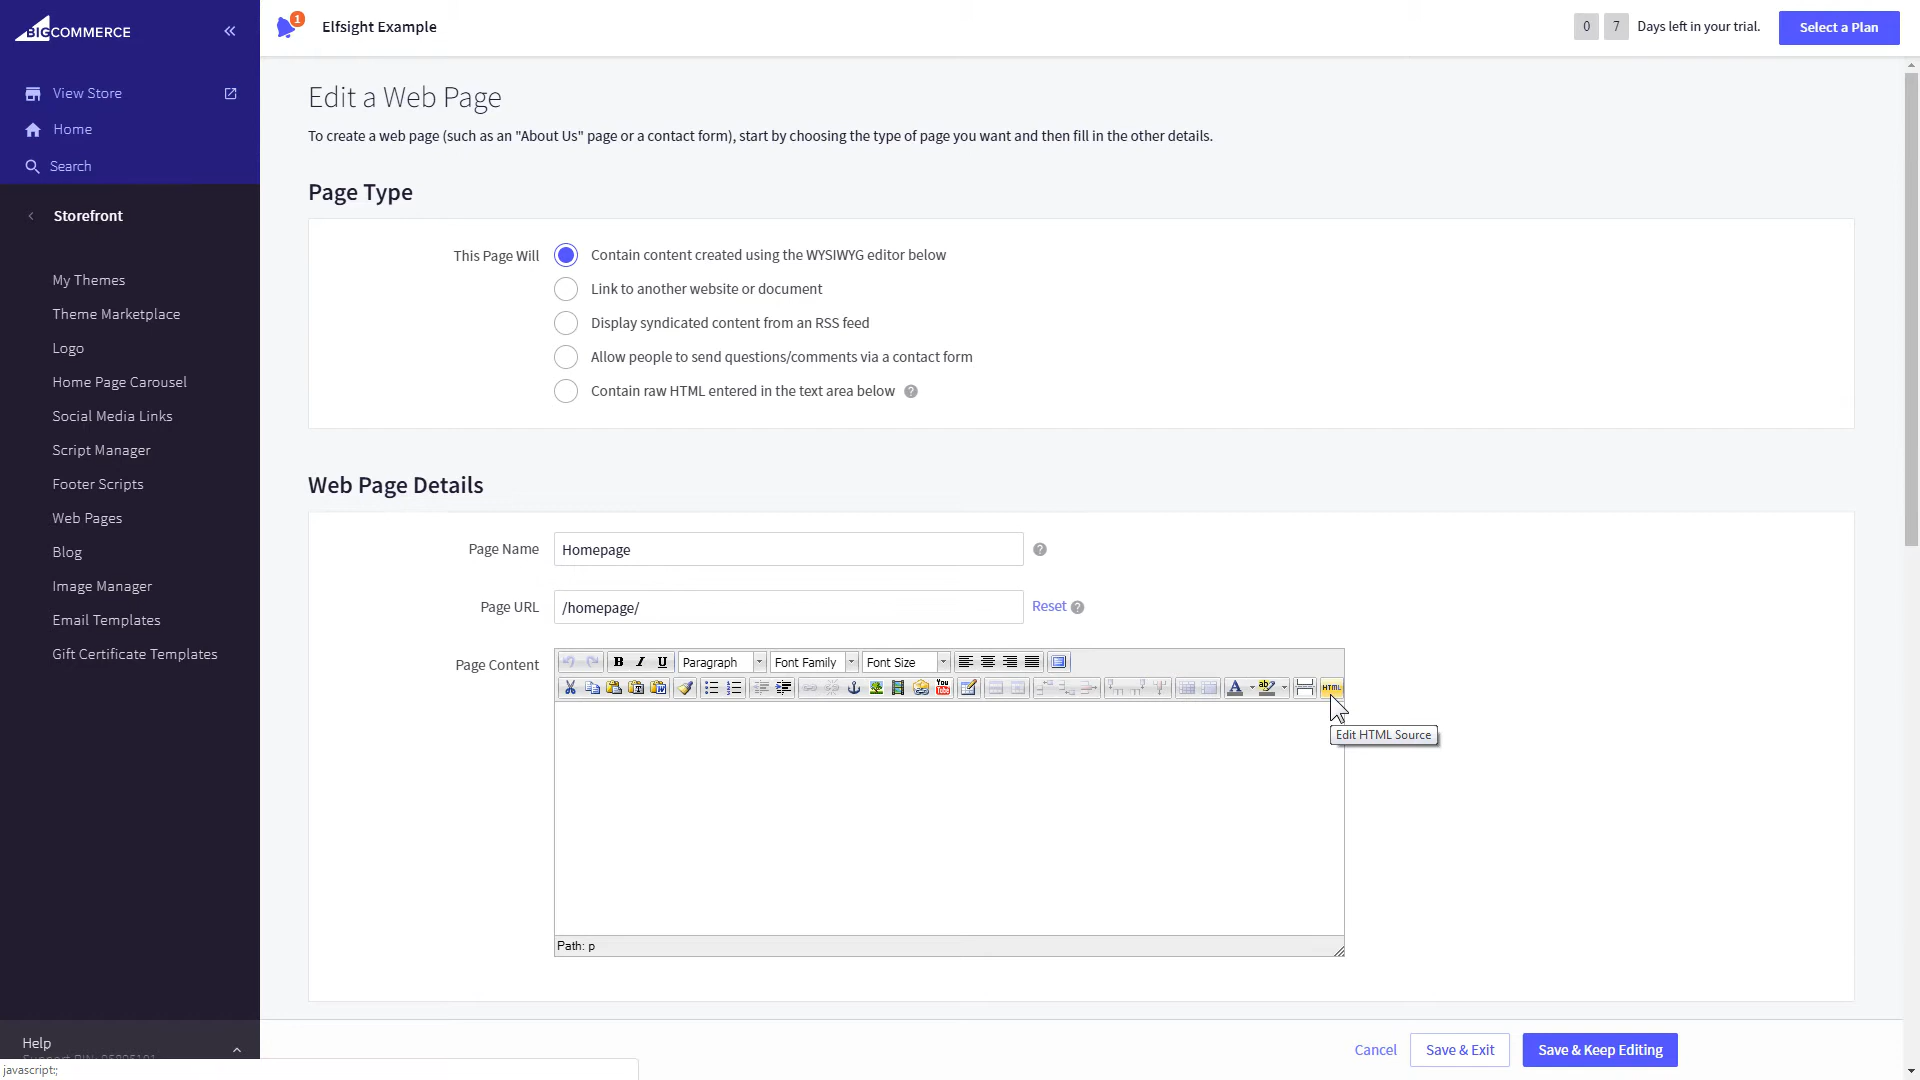 BIGCOMMERCE
1
Elfsight Example
0 7 Days left in your trial.
Select a Plan
View Store
Home
Search
Storefront
My Themes
Theme Marketplace
Logo
Home Page Carousel
Social Media Links
Script Manager
Footer Scripts
Web Pages
Blog
Image Manager
Email Templates
Gift Certificate Templates
Help
javascript:;
Edit a Web Page
To create a web page (such as an "About Us" page or a contact form), start by choosing the type of page you want and then fill in the other details.
Page Type
This Page Will
Contain content created using the WYSIWYG editor below
Link to another website or document
Display syndicated content from an RSS feed
Allow people to send questions/comments via a contact form
Contain raw HTML entered in the text area below ?
Web Page Details
Page Name Homepage ?
Page URL /homepage/ Reset ?
Page Content
B I U Paragraph Font Family Font Size
You Tube A ab HTML
Edit HTML Source
Path: p
Cancel
Save & Exit
Save & Keep Editing